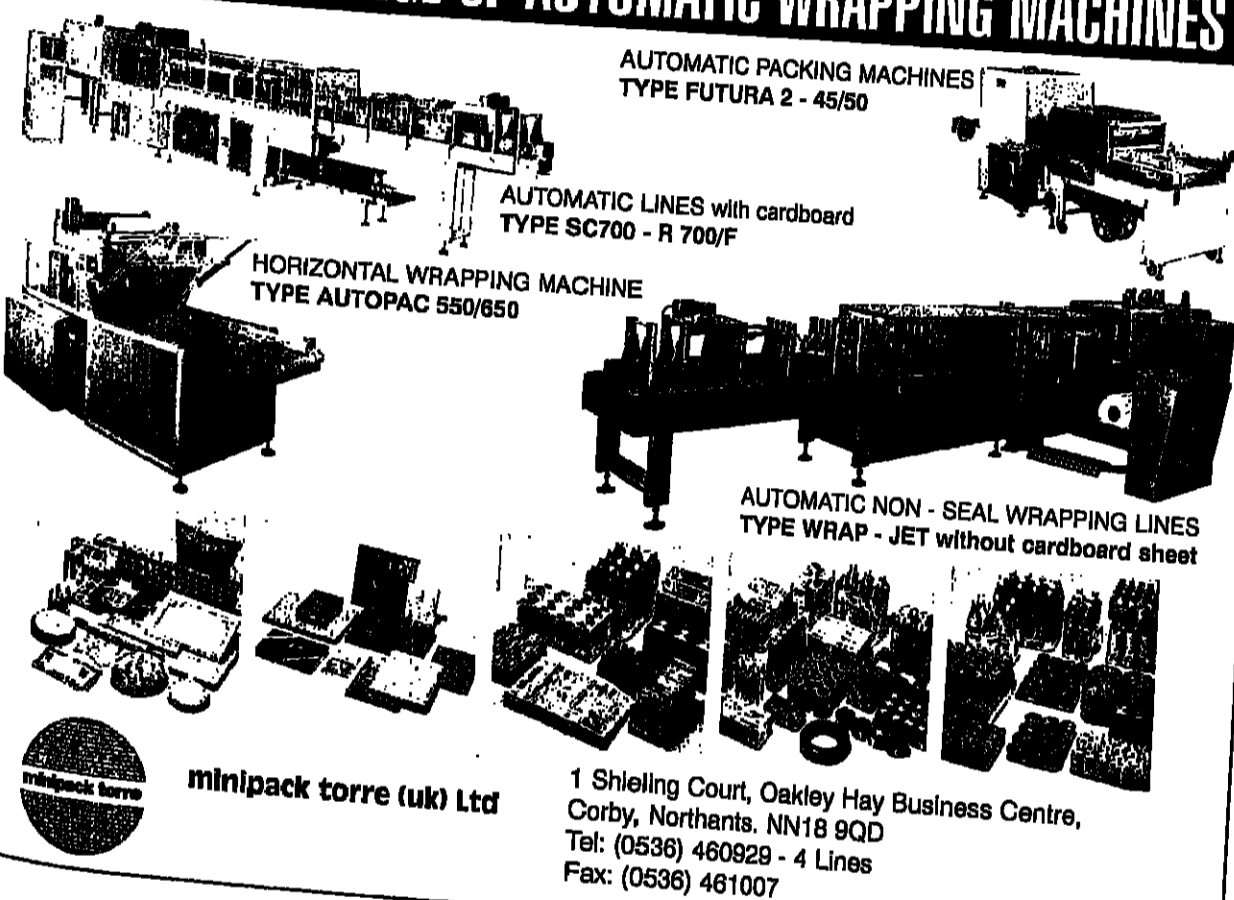 OF AUTOMATIC WRAPPING MACHINES
AUTOMATIC PACKING MACHINES
TYPE FUTURA 2 - 45/50
AUTOMATIC LINES with cardboard
TYPE SC700 - R 700/F
HORIZONTAL WRAPPING MACHINE
TYPE AUTOPAC 550/650
AUTOMATIC NON - SEAL WRAPPING LINES
TYPE WRAP - JET without cardboard sheet
minipack torre
minipack torre (uk) Ltd
1 Shieling Court, Oakley Hay Business Centre,
Corby, Northants. NN18 9QD
Tel: (0536) 460929 - 4 Lines
Fax: (0536) 461007